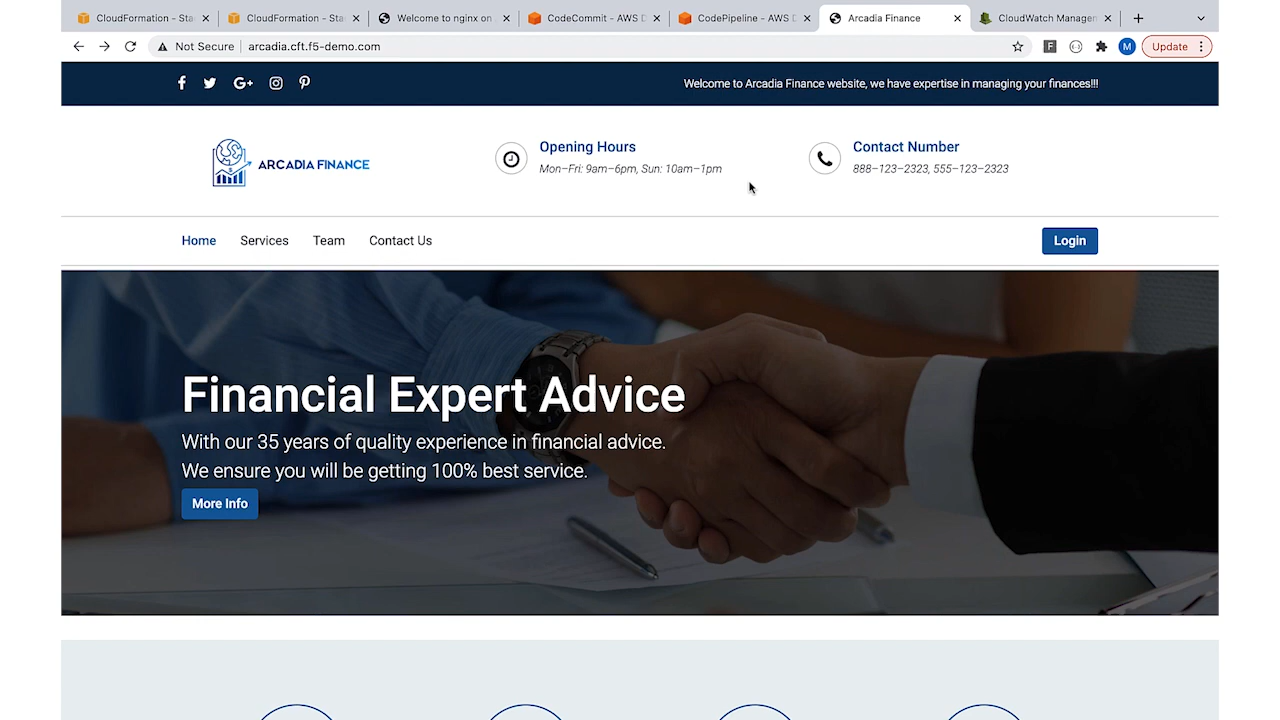 CloudFormation - Sta
CloudFormation - Sta
Welcome to nginx on
CodeCommit - AWS D
CodePipeline - AWS D
Arcadia Finance
CloudWatch Managem
Not Secure
arcadia.cft.f5-demo.com
F
M
Update
Welcome to Arcadia Finance website, we have expertise in managing your finances!!!
ARCADIA FINANCE
Opening Hours
Mon–Fri: 9am–6pm, Sun: 10am–1pm
Contact Number
888–123–2323, 555–123–2323
Home
Services
Team
Contact Us
Login
Financial Expert Advice
With our 35 years of quality experience in financial advice.
We ensure you will be getting 100% best service.
More Info